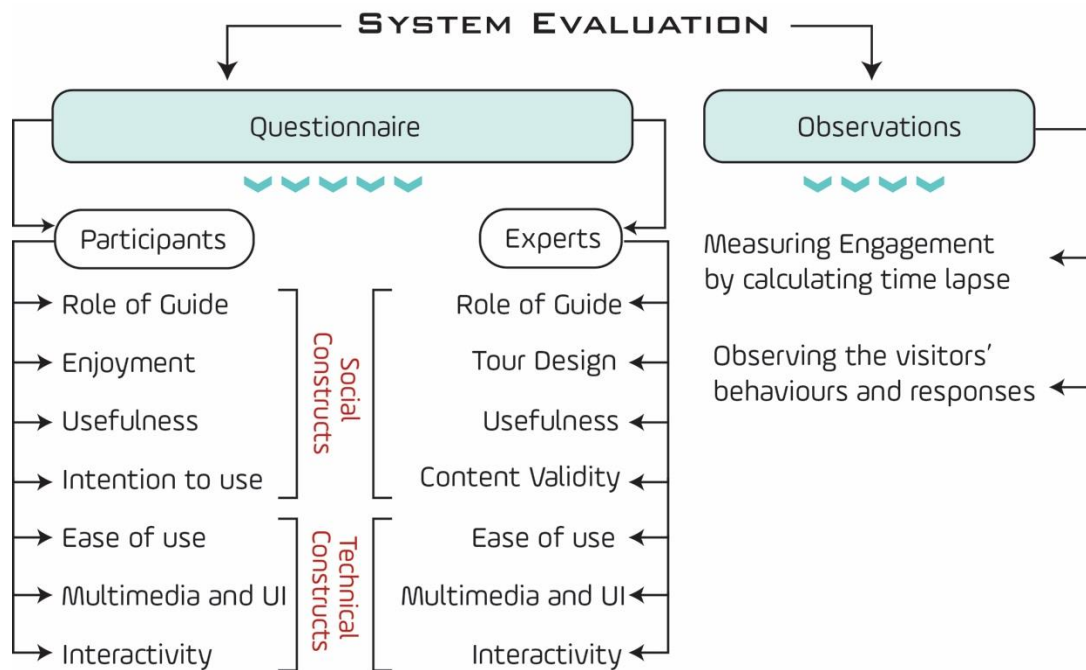 SYSTEM EVALUATION
Questionnaire
Observations
Participants
Experts
Role of Guide
Enjoyment
Usefulness
Intention to use
Ease of use
Multimedia and UI
Interactivity
Social
Constructs
Technical
Constructs
Role of Guide
Tour Design
Usefulness
Content Validity
Ease of use
Multimedia and UI
Interactivity
Measuring Engagement
by calculating time lapse
Observing the visitors’
behaviours and responses